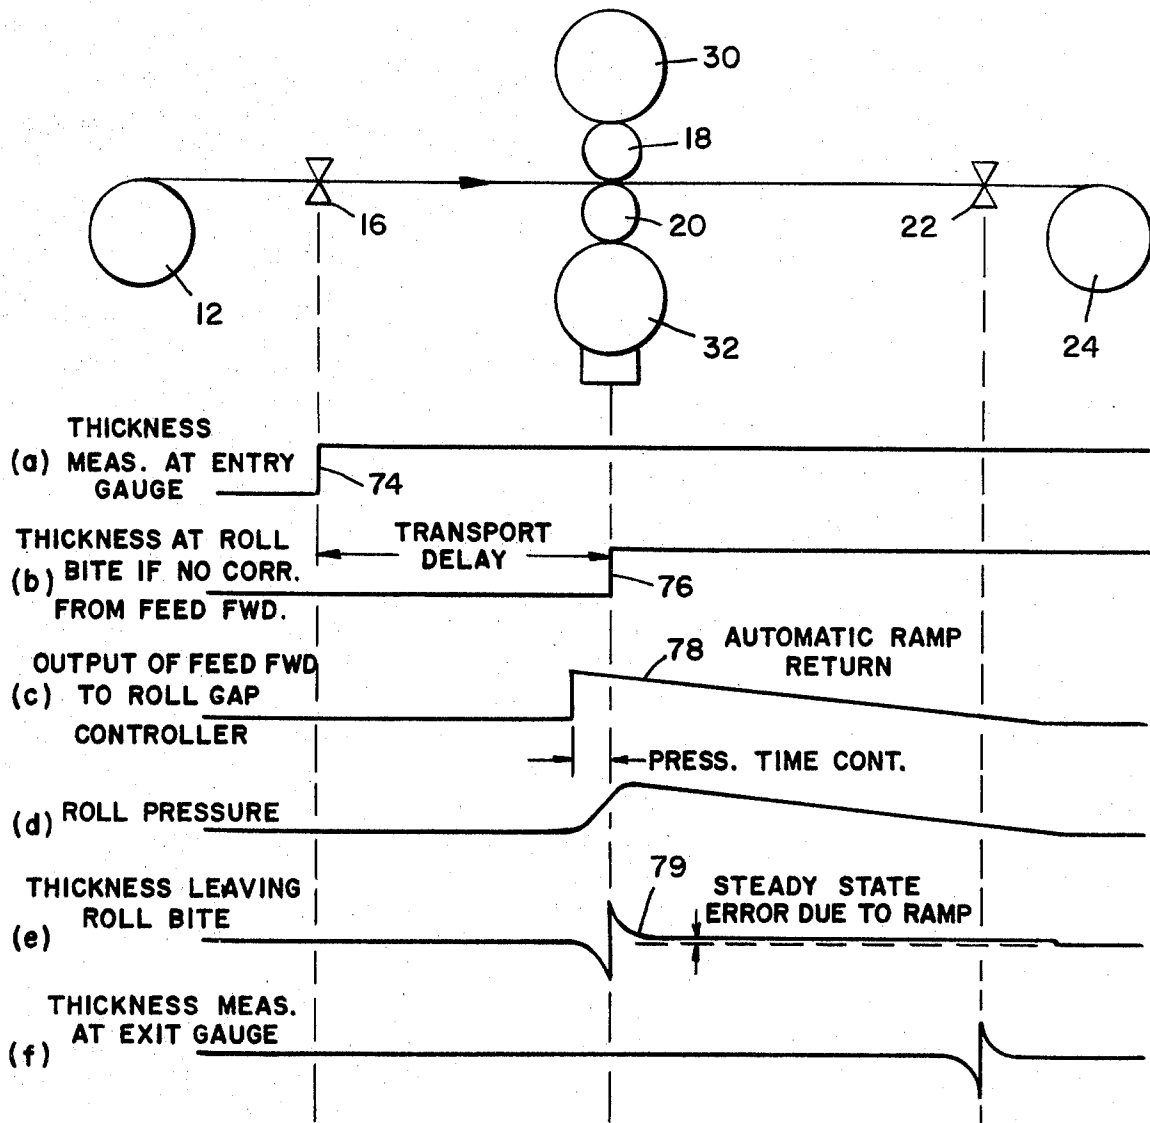 30
18
16
20
22
12
32
24
THICKNESS
(a) MEAS. AT ENTRY
GAUGE
74
THICKNESS AT ROLL
(b) BITE IF NO CORR.
FROM FEED FWD.
TRANSPORT
DELAY
76
OUTPUT OF FEED FWD
(c) TO ROLL GAP
CONTROLLER
78
AUTOMATIC RAMP
RETURN
PRESS. TIME CONT.
(d) ROLL PRESSURE
THICKNESS LEAVING
ROLL BITE
(e)
79
STEADY STATE
ERROR DUE TO RAMP
THICKNESS MEAS.
AT EXIT GAUGE
(f)